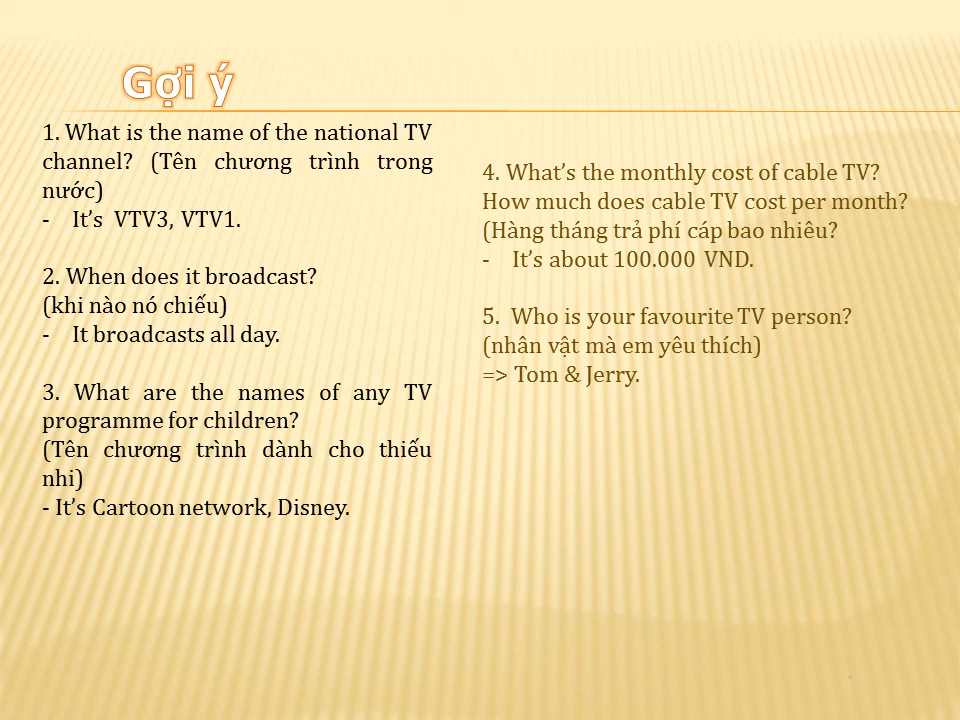 Gợi ý
1. What is the name of the national TV
channel? (Tên chương trình trong
nước)
- It’s VTV3, VTV1.
2. When does it broadcast?
(khi nào nó chiếu)
- It broadcasts all day.
3. What are the names of any TV
programme for children?
(Tên chương trình dành cho thiếu
nhi)
- It’s Cartoon network, Disney.
4. What’s the monthly cost of cable TV?
How much does cable TV cost per month?
(Hàng tháng trả phí cáp bao nhiêu?
- It’s about 100.000 VND.
5. Who is your favourite TV person?
(nhân vật mà em yêu thích)
=> Tom & Jerry.